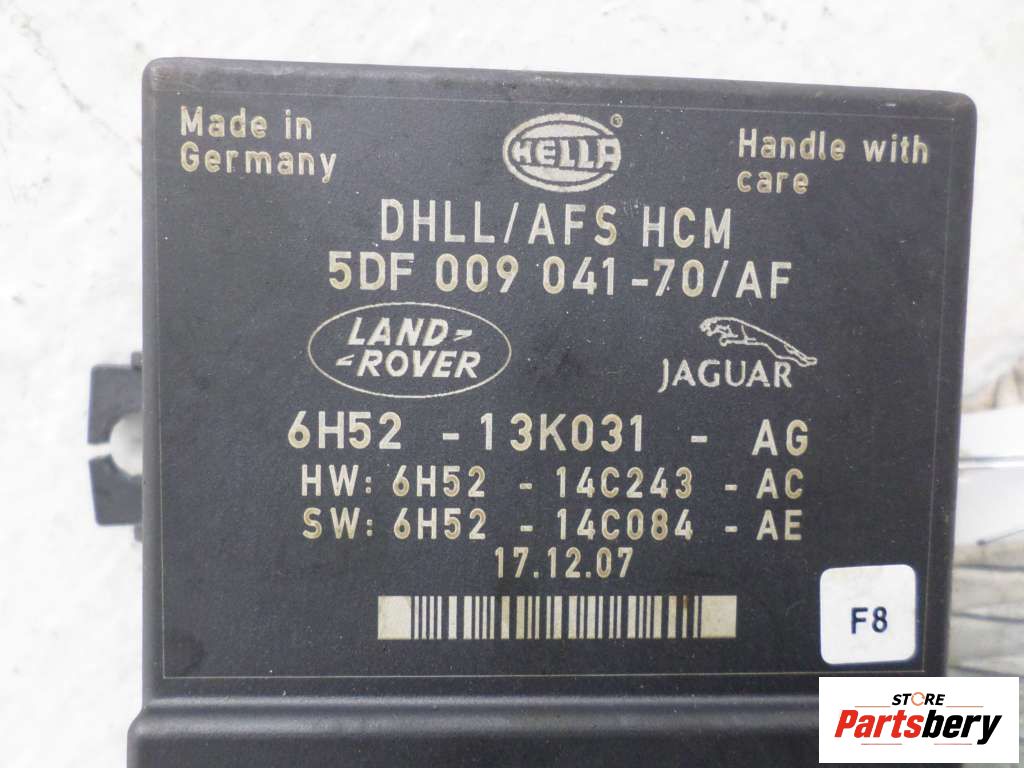 Made in
Germany
HELLA®
Handle with
care
DHLL/AFS HCM
5DF 009 041-70/AF
LAND-
-ROVER
JAGUAR
6H52 - 13K031 - AG
HW: 6H52 - 14C243 - AC
SW: 6H52 - 14C084 - AE
17.12.07
F8
STORE
Partsbery